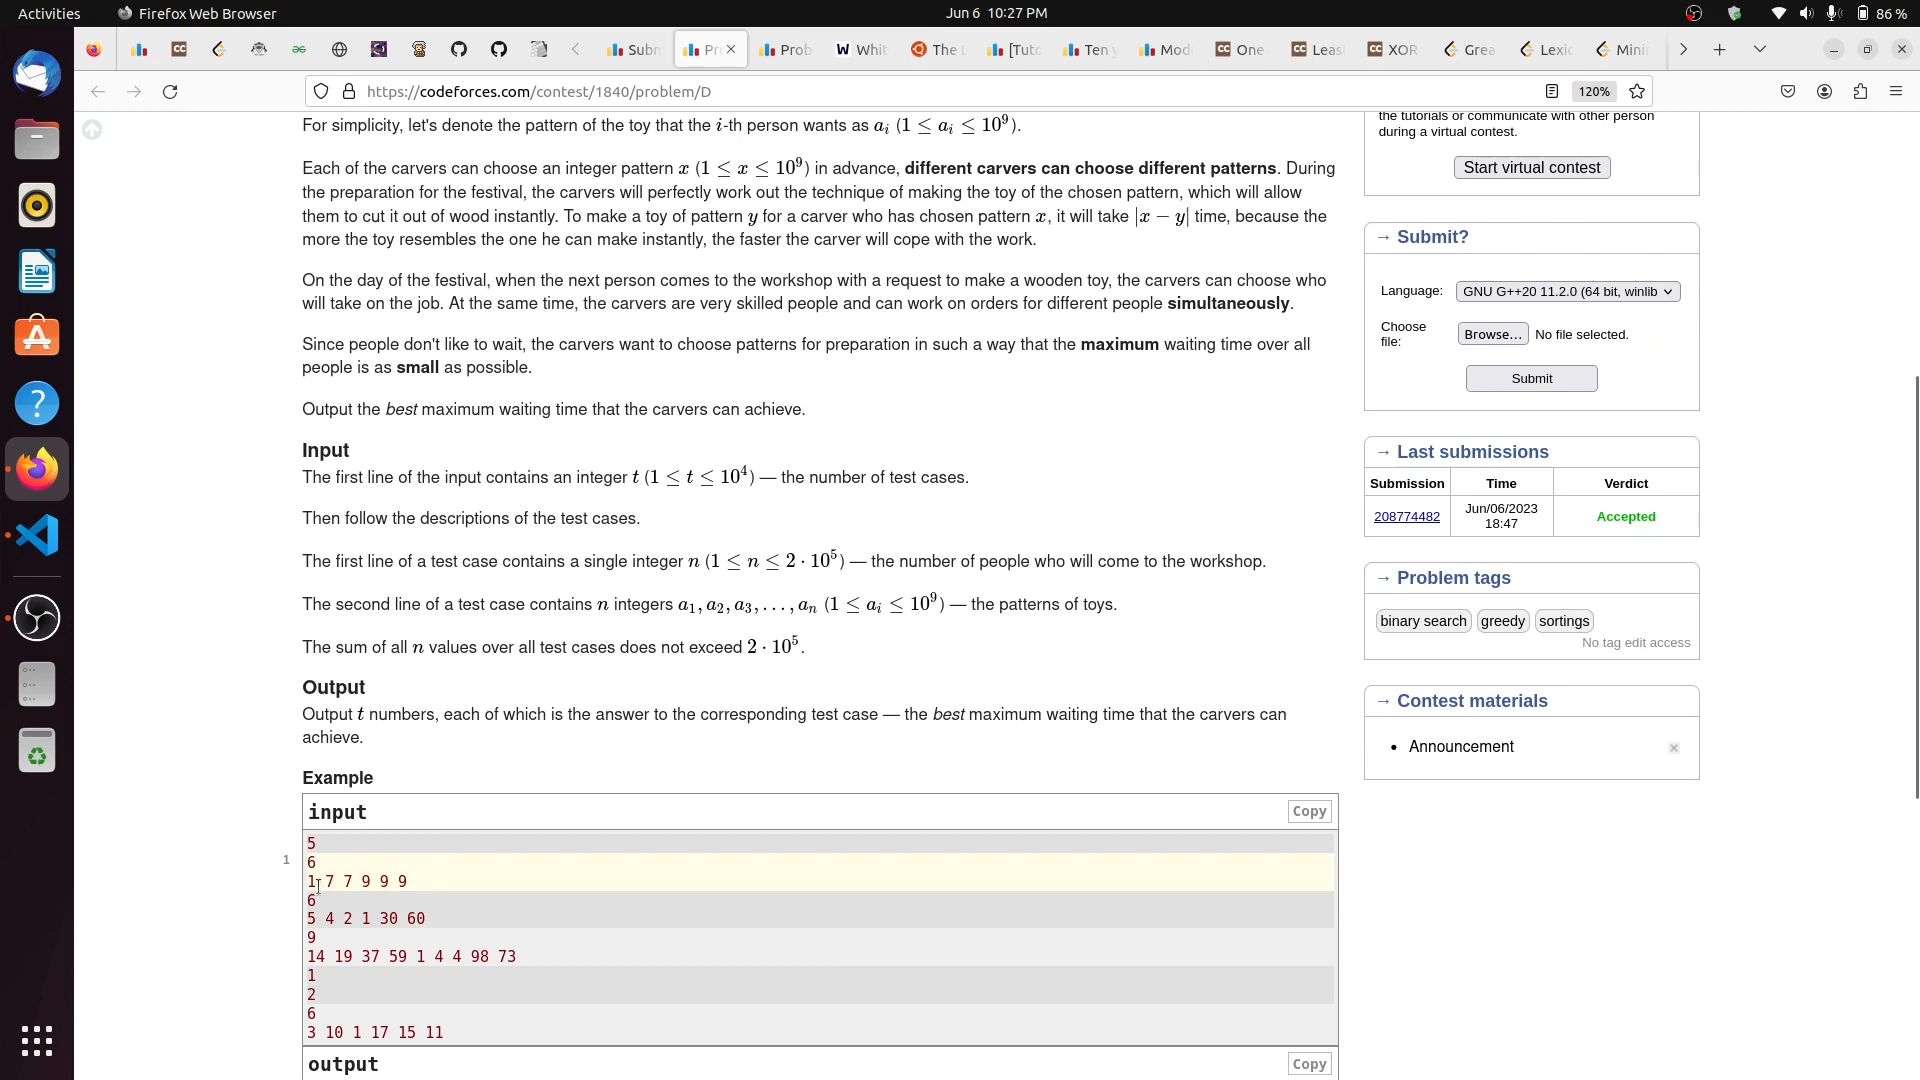 Activities
Firefox Web Browser
Jun 6 10:27 PM
86 %
CC
Subn
Pr
Prob
W Whit
The
[Tuto
Ten
Mod
CC One
CC Leas
CC XOR
Grea
Lexic
Mini
https://codeforces.com/contest/1840/problem/D
120%
For simplicity, let's denote the pattern of the toy that the i-th person wants as a_i (1 ≤ a_i ≤ 10^9).
Each of the carvers can choose an integer pattern x (1 ≤ x ≤ 10^9) in advance, different carvers can choose different patterns. During
the preparation for the festival, the carvers will perfectly work out the technique of making the toy of the chosen pattern, which will allow
them to cut it out of wood instantly. To make a toy of pattern y for a carver who has chosen pattern x, it will take |x − y| time, because the
more the toy resembles the one he can make instantly, the faster the carver will cope with the work.
On the day of the festival, when the next person comes to the workshop with a request to make a wooden toy, the carvers can choose who
will take on the job. At the same time, the carvers are very skilled people and can work on orders for different people simultaneously.
Since people don't like to wait, the carvers want to choose patterns for preparation in such a way that the maximum waiting time over all
people is as small as possible.
Output the best maximum waiting time that the carvers can achieve.
Input
The first line of the input contains an integer t (1 ≤ t ≤ 10^4) — the number of test cases.
Then follow the descriptions of the test cases.
The first line of a test case contains a single integer n (1 ≤ n ≤ 2 · 10^5) — the number of people who will come to the workshop.
The second line of a test case contains n integers a_1, a_2, a_3, . . . , a_n (1 ≤ a_i ≤ 10^9) — the patterns of toys.
The sum of all n values over all test cases does not exceed 2 · 10^5.
Output
Output t numbers, each of which is the answer to the corresponding test case — the best maximum waiting time that the carvers can
achieve.
Example
input
Copy
5
1
6
1 7 7 9 9 9
6
5 4 2 1 30 60
9
14 19 37 59 1 4 4 98 73
1
2
6
3 10 1 17 15 11
output
Copy
the tutorials or communicate with other person
during a virtual contest.
Start virtual contest
→ Submit?
Language:
GNU G++20 11.2.0 (64 bit, winlib
Choose
file:
Browse...
No file selected.
Submit
→ Last submissions
Submission Time Verdict
208774482
Jun/06/2023
18:47
Accepted
→ Problem tags
binary search greedy sortings
No tag edit access
→ Contest materials
• Announcement